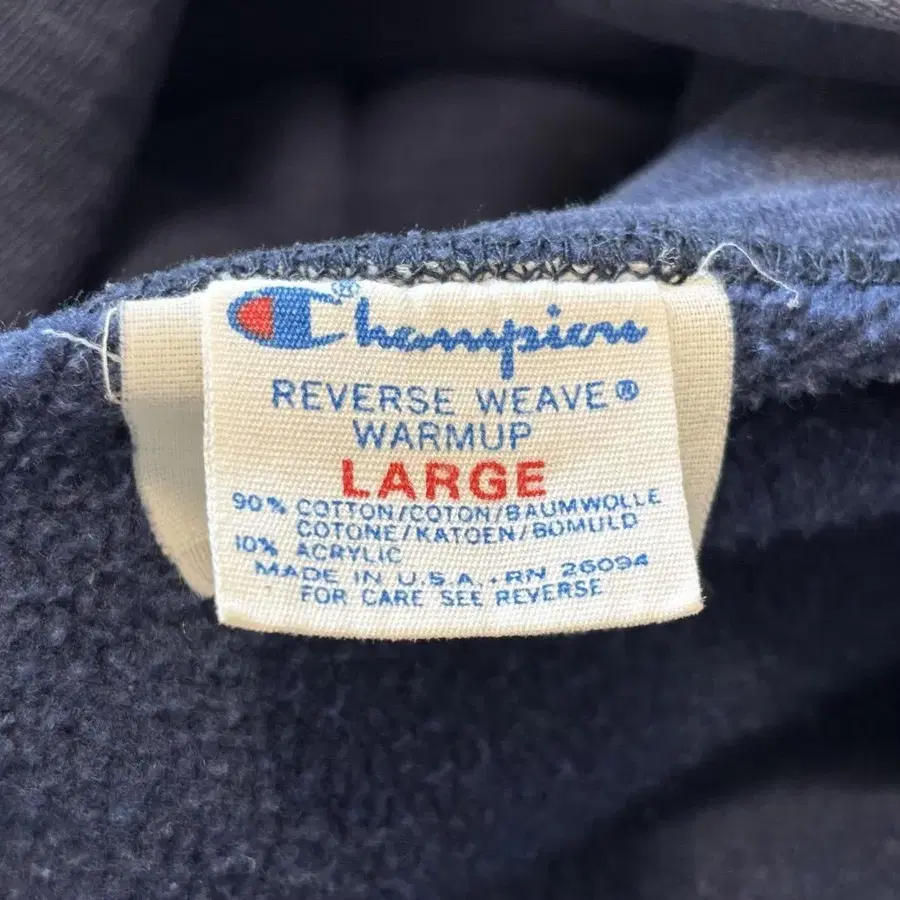 Champion®
REVERSE WEAVE®
WARMUP
LARGE
90% COTTON/COTON/BAUMWOLLE
COTONE/KATOEN/BOMULD
10% ACRYLIC
MADE IN U.S.A. · RN 26094
FOR CARE SEE REVERSE